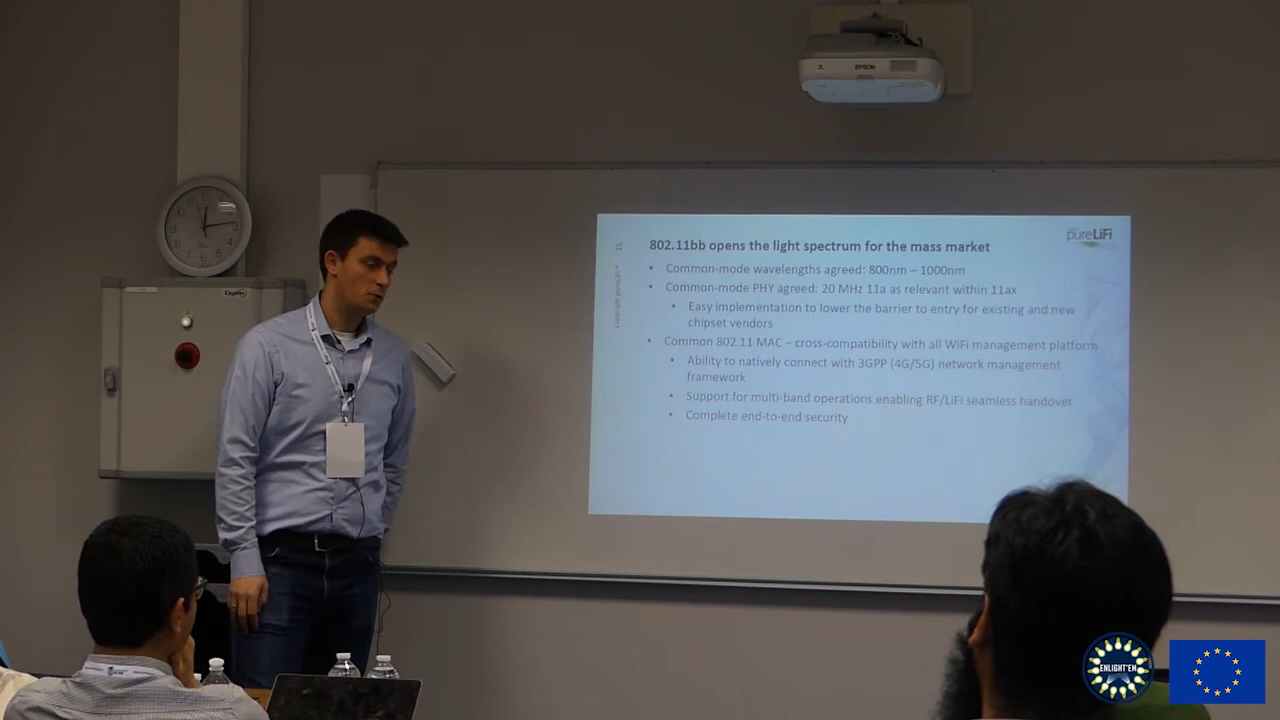 EPSON
pureLiFi
802.11bb opens the light spectrum for the mass market
• Common-mode wavelengths agreed: 800nm – 1000nm
• Common-mode PHY agreed: 20 MHz 11a as relevant within 11ax
• Easy implementation to lower the barrier to entry for existing and new
chipset vendors
• Common 802.11 MAC – cross-compatibility with all WiFi management platform
• Ability to natively connect with 3GPP (4G/5G) network management
framework
• Support for multi-band operations enabling RF/LiFi seamless handover
• Complete end-to-end security
ENLIGHT'EM